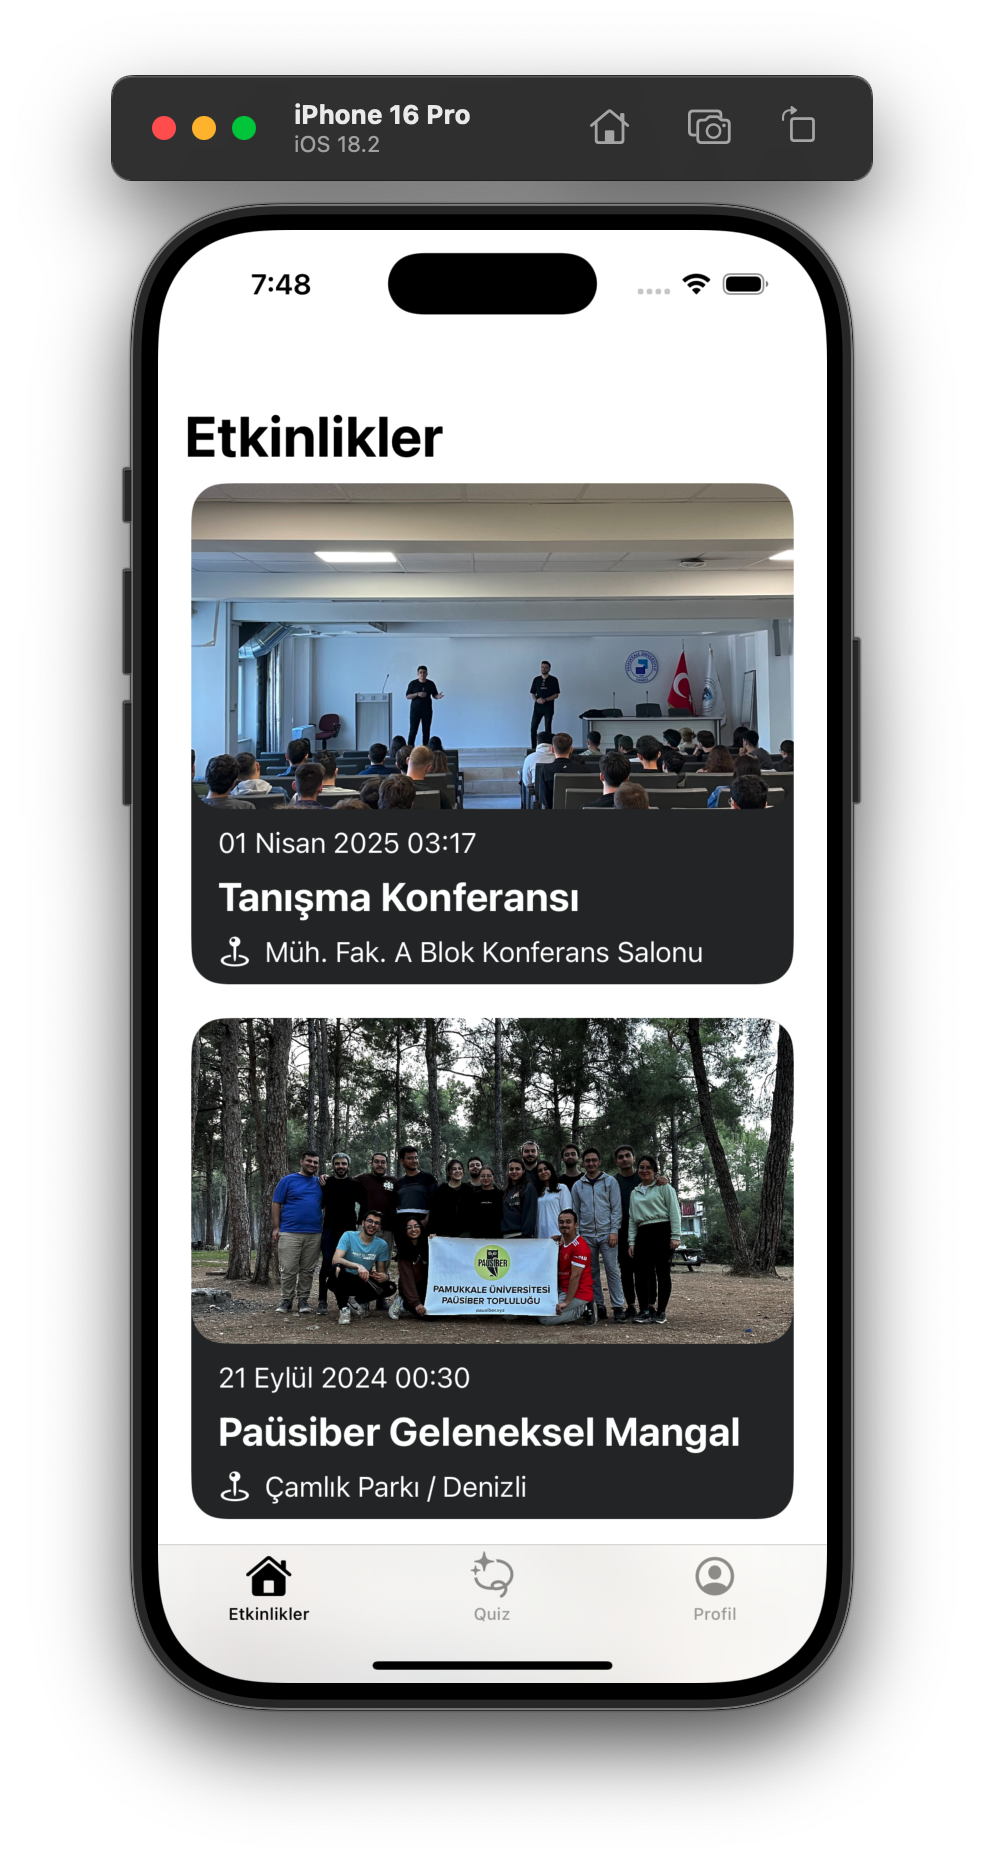 iPhone 16 Pro
iOS 18.2
7:48
Etkinlikler
01 Nisan 2025 03:17
Tanışma Konferansı
Müh. Fak. A Blok Konferans Salonu
PAÜSİBER
PAMUKKALE ÜNİVERSİTESİ
PAÜSİBER TOPLULUĞU
pausiber.xyz
21 Eylül 2024 00:30
Paüsiber Geleneksel Mangal
Çamlık Parkı / Denizli
Etkinlikler
Quiz
Profil